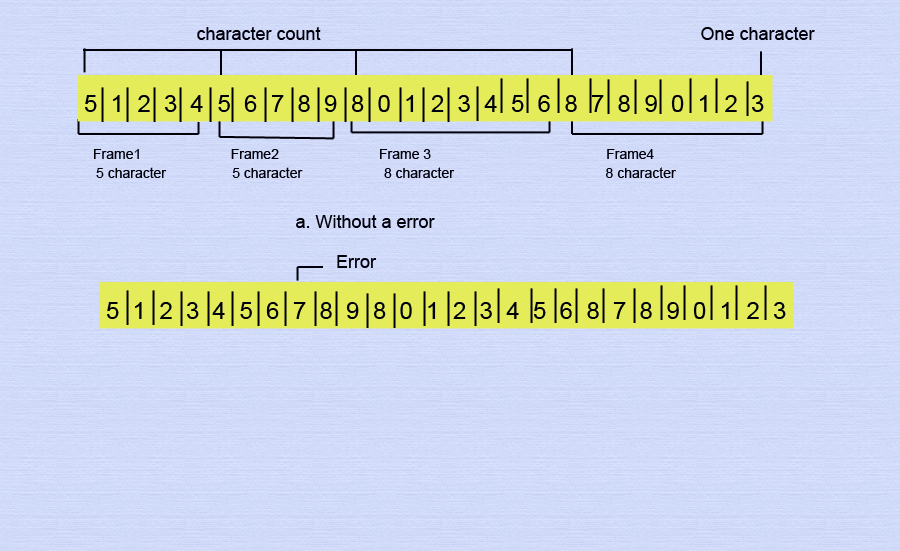 character count One character
5 1 2 3 4 5 6 7 8 9 8 0 1 2 3 4 5 6 8 7 8 9 0 1 2 3
Frame1 Frame2 Frame 3 Frame4
5 character 5 character 8 character 8 character
a. Without a error
Error
5 1 2 3 4 5 6 7 8 9 8 0 1 2 3 4 5 6 8 7 8 9 0 1 2 3